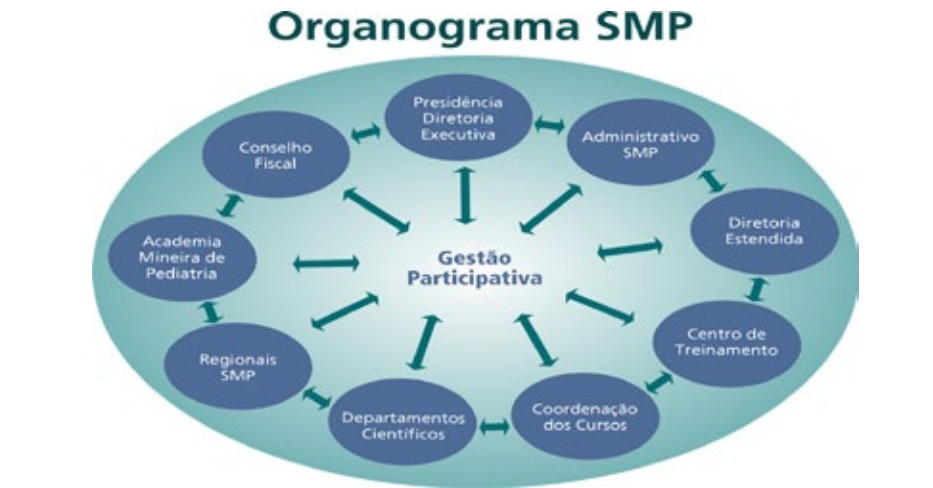 Organograma SMP
Presidência
Diretoria
Executiva
Administrativo
SMP
Diretoria
Estendida
Centro de
Treinamento
Coordenação
dos Cursos
Departamentos
Científicos
Regionais
SMP
Academia
Mineira de
Pediatria
Conselho
Fiscal
Gestão
Participativa